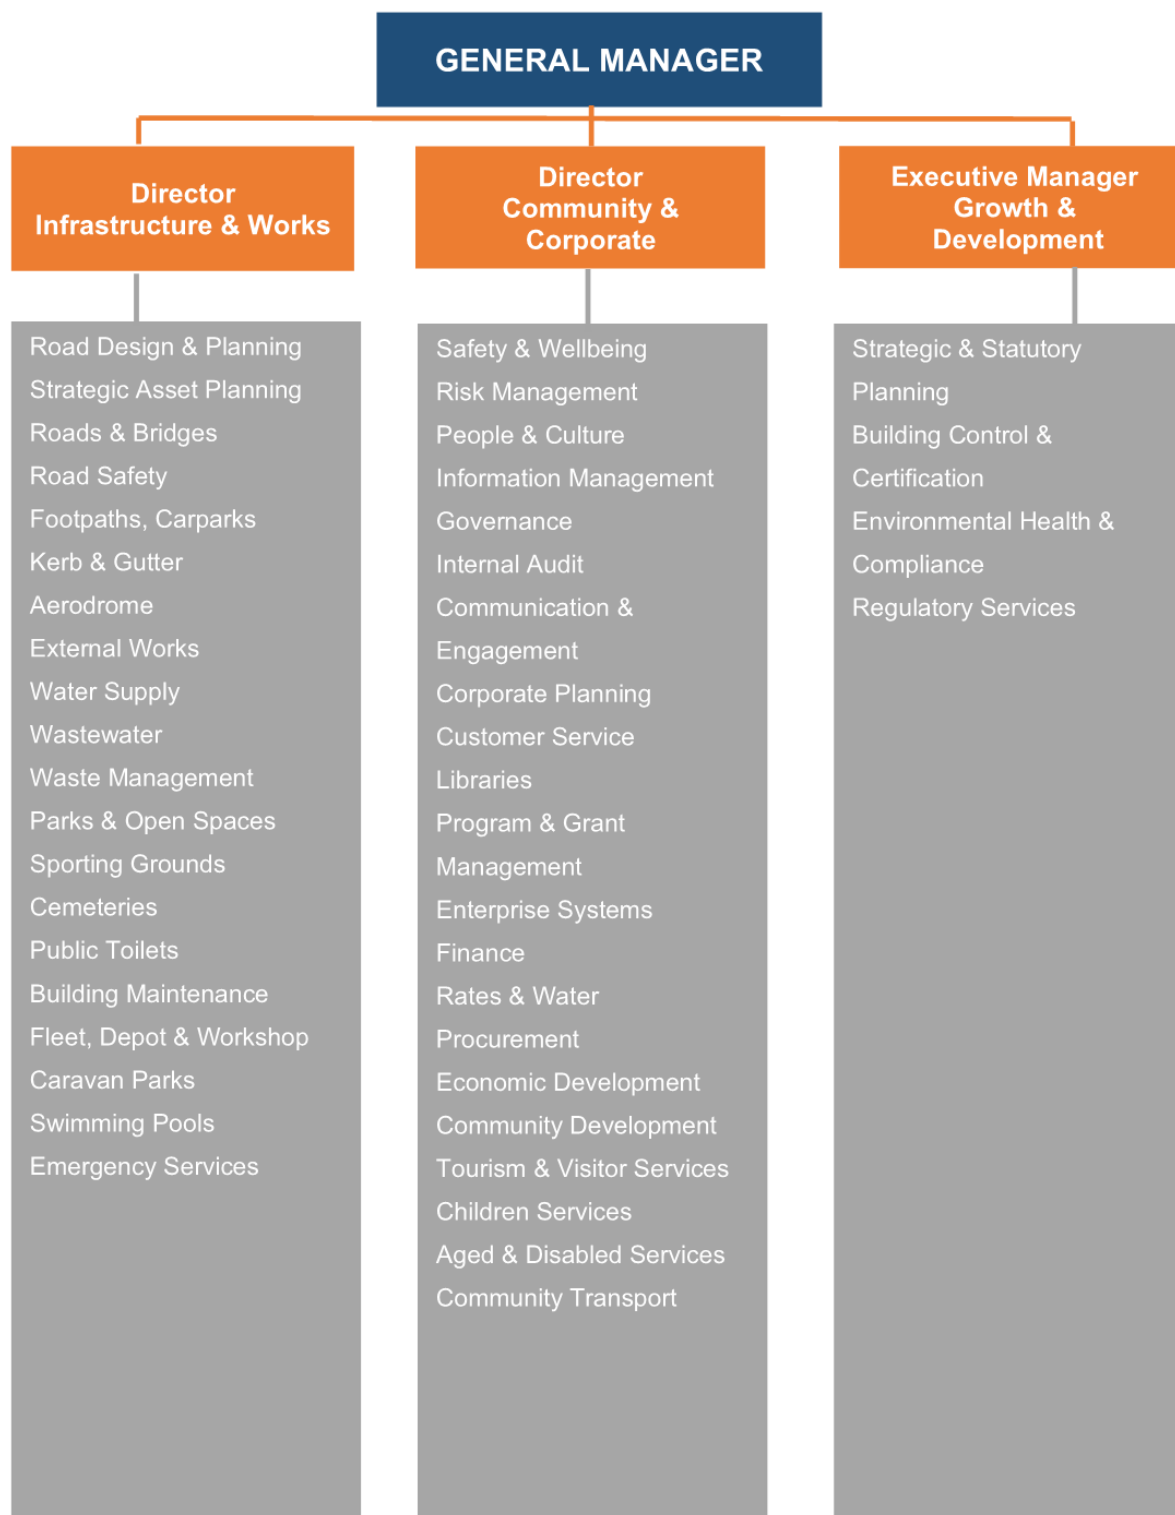 GENERAL MANAGER
Director
Infrastructure & Works
Director
Community &
Corporate
Executive Manager
Growth &
Development
Road Design & Planning
Strategic Asset Planning
Roads & Bridges
Road Safety
Footpaths, Carparks
Kerb & Gutter
Aerodrome
External Works
Water Supply
Wastewater
Waste Management
Parks & Open Spaces
Sporting Grounds
Cemeteries
Public Toilets
Building Maintenance
Fleet, Depot & Workshop
Caravan Parks
Swimming Pools
Emergency Services
Safety & Wellbeing
Risk Management
People & Culture
Information Management
Governance
Internal Audit
Communication &
Engagement
Corporate Planning
Customer Service
Libraries
Program & Grant
Management
Enterprise Systems
Finance
Rates & Water
Procurement
Economic Development
Community Development
Tourism & Visitor Services
Children Services
Aged & Disabled Services
Community Transport
Strategic & Statutory
Planning
Building Control &
Certification
Environmental Health &
Compliance
Regulatory Services